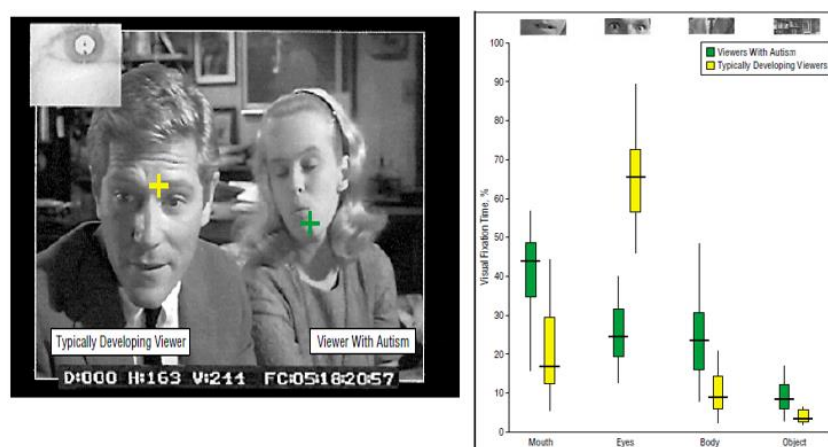 Typically Developing Viewer
Viewer With Autism
D:000 H:163 V:244 FC:05:18:20:57
Viewers With Autism
Typically Developing Viewers
Visual Fixation Time, %
100
90
80
70
60
50
40
30
20
10
0
Mouth
Eyes
Body
Object